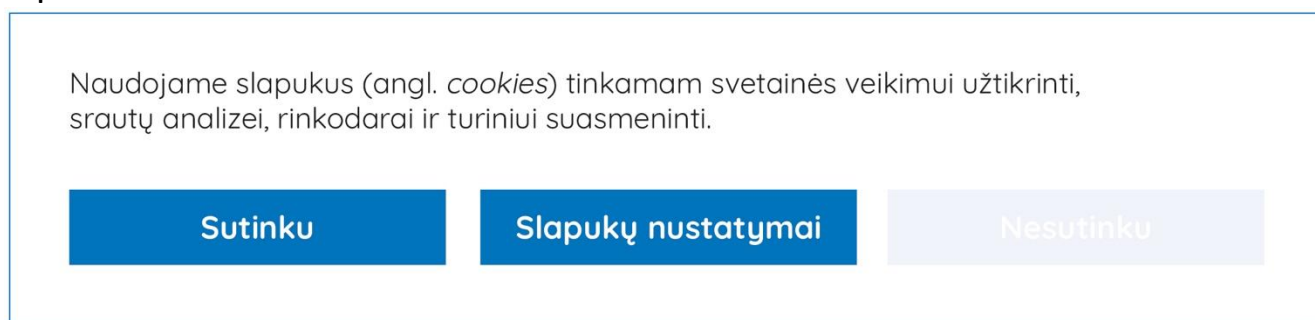 Naudojame slapukus (angl. cookies) tinkamam svetainės veikimui užtikrinti,
srautų analizei, rinkodarai ir turiniui suasmeninti.
Sutinku
Slapukų nustatymai
Nesutinku